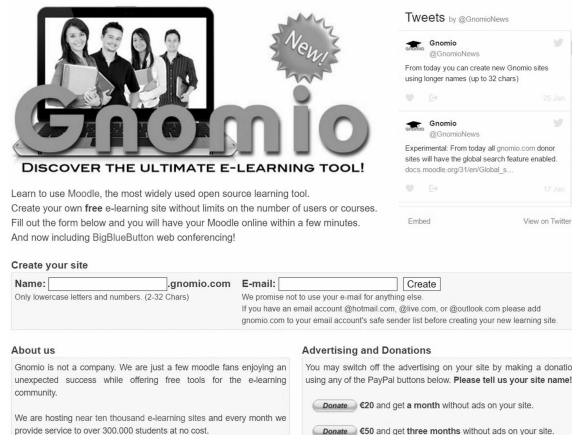 New!
Gnomio
DISCOVER THE ULTIMATE E-LEARNING TOOL!
Learn to use Moodle, the most widely used open source learning tool.
Create your own free e-learning site without limits on the number of users or courses.
Fill out the form below and you will have your Moodle online within a few minutes.
And now including BigBlueButton web conferencing!
Tweets by @GnomioNews
Gnomio
@GnomioNews
From today you can create new Gnomio sites
using longer names (up to 32 chars)
25 Jan
Gnomio
@GnomioNews
Experimental: From today all gnomio.com donor
sites will have the global search feature enabled.
docs.moodle.org/31/en/Global_s...
17 Jan
Embed
View on Twitter
Create your site
Name: .gnomio.com E-mail: Create
Only lowercase letters and numbers. (2-32 Chars)
We promise not to use your e-mail for anything else.
If you have an email account @hotmail.com, @live.com, or @outlook.com please add
gnomio.com to your email account's safe sender list before creating your new learning site.
About us
Gnomio is not a company. We are just a few moodle fans enjoying an
unexpected success while offering free tools for the e-learning
community.
We are hosting near ten thousand e-learning sites and every month we
provide service to over 300.000 students at no cost.
Advertising and Donations
You may switch off the advertising on your site by making a donatio
using any of the PayPal buttons below. Please tell us your site name!
Donate €20 and get a month without ads on your site.
Donate €50 and get three months without ads on your site.